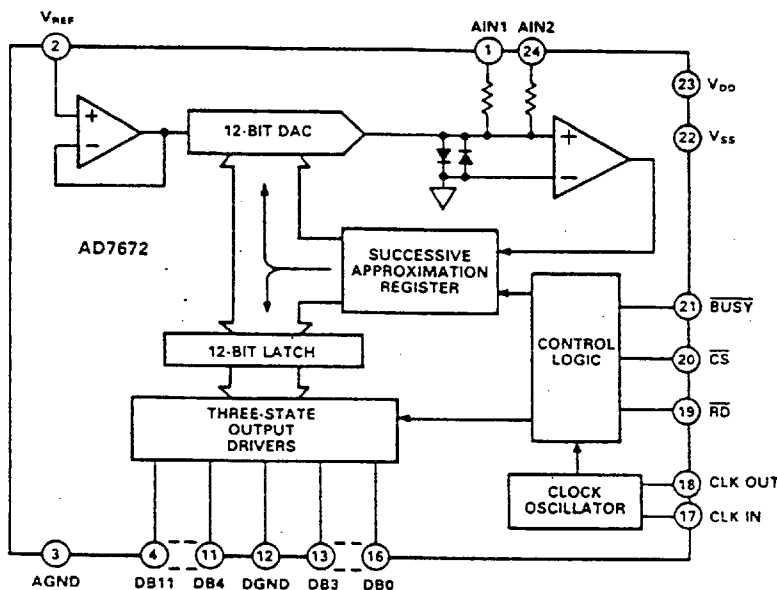 VREF
AIN1 AIN2
2
1
24
23 VDD
22 VSS
+
−
12-BIT DAC
+
−
AD7672
SUCCESSIVE
APPROXIMATION
REGISTER
CONTROL
LOGIC
21 BUSY
20 CS
19 RD
12-BIT LATCH
THREE-STATE
OUTPUT
DRIVERS
CLOCK
OSCILLATOR
18 CLK OUT
17 CLK IN
3
4
11
12
13
16
AGND
DB11
DB4
DGND
DB3
DB0